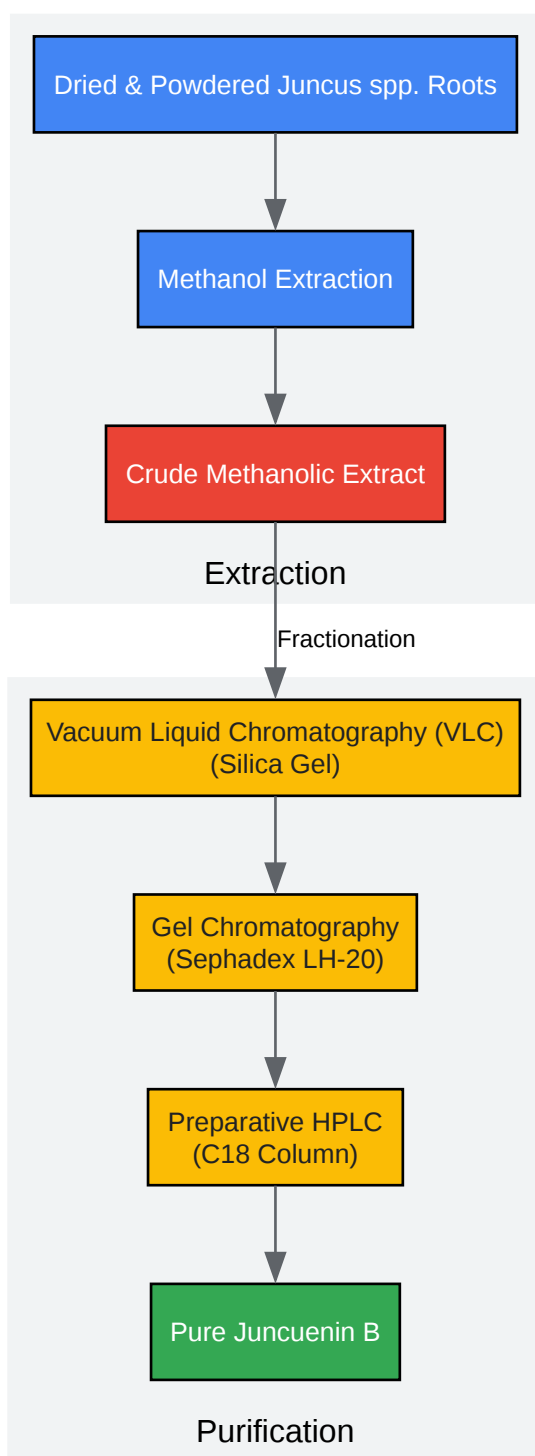 Dried & Powdered Juncus spp. Roots
Methanol Extraction
Crude Methanolic Extract
Extraction
Fractionation
Vacuum Liquid Chromatography (VLC)
(Silica Gel)
Gel Chromatography
(Sephadex LH-20)
Preparative HPLC
(C18 Column)
Pure Juncuenin B
Purification